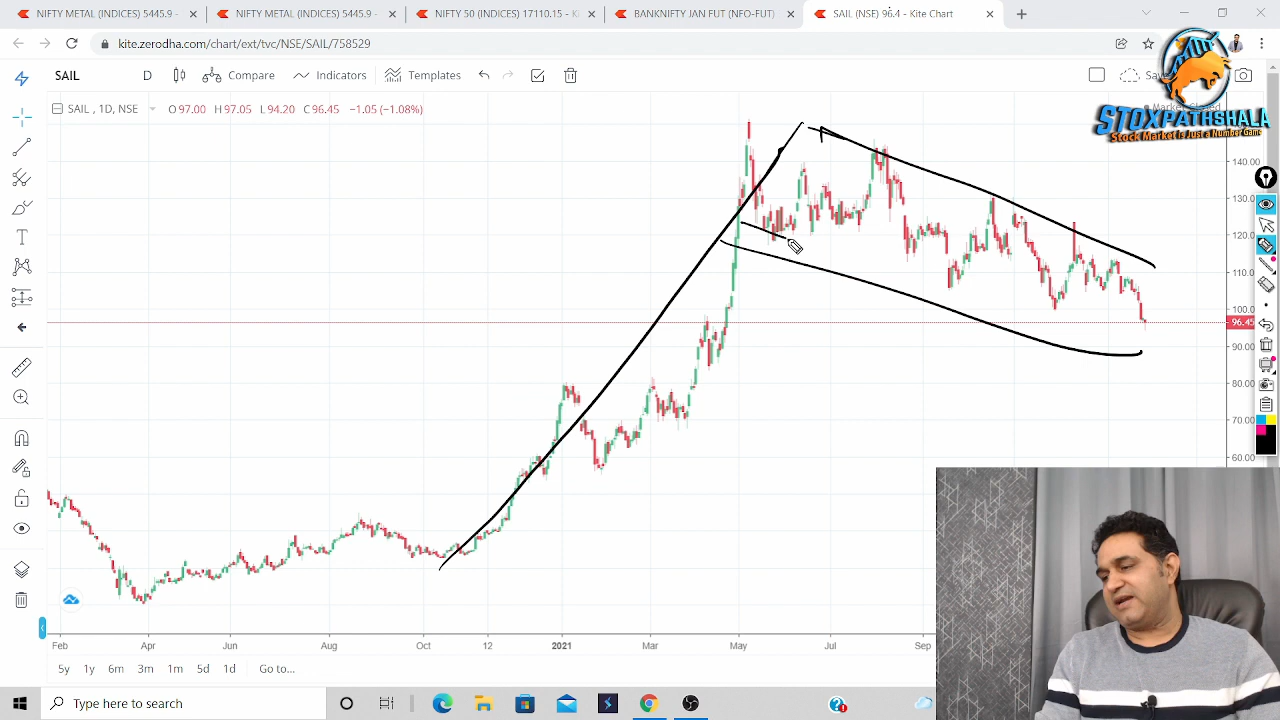 NIFTY METAL (INDICES) 5445.9 -
NIFTY METAL (INDICES) 5445.9 -
NIFTY 50 (INDICES) 17110.15 - Ki
BANKNIFTY JAN FUT (NFO-FUT)
SAIL (NSE) 96.4 - Kite Chart
kite.zerodha.com/chart/ext/tvc/NSE/SAIL/758529
SAIL
D
Compare
Indicators
Templates
SAIL , 1D, NSE
O 97.00 H 97.05 L 94.20 C 96.45 −1.05 (−1.08%)
Market Closed
STOXPATHSHALA
Stock Market is Just a Number Game
140.00
130.00
120.00
110.00
100.00
96.45
90.00
80.00
70.00
60.00
Feb
Apr
Jun
Aug
Oct
12
2021
Mar
May
Jul
Sep
5y
1y
6m
3m
1m
5d
1d
Go to...
Type here to search